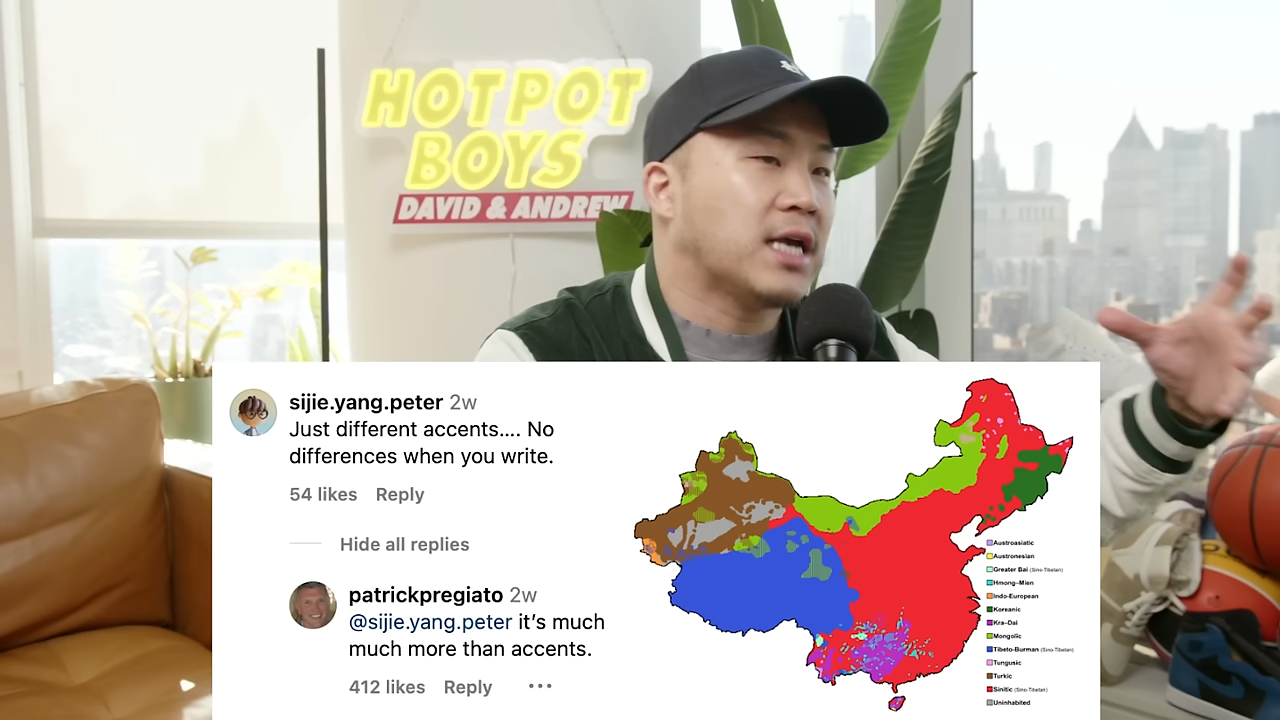 HOTPOT
BOYS
DAVID & ANDREW
sijie.yang.peter 2w
Just different accents.... No
differences when you write.
54 likes Reply
Hide all replies
patrickpregiato 2w
@sijie.yang.peter it's much
much more than accents.
412 likes Reply •••
Austroasiatic
Austronesian
Greater Bai (Sino-Tibetan)
Hmong-Mien
Indo-European
Koreanic
Kra-Dai
Mongolic
Tibeto-Burman (Sino-Tibetan)
Tungusic
Turkic
Sinitic (Sino-Tibetan)
Uninhabited